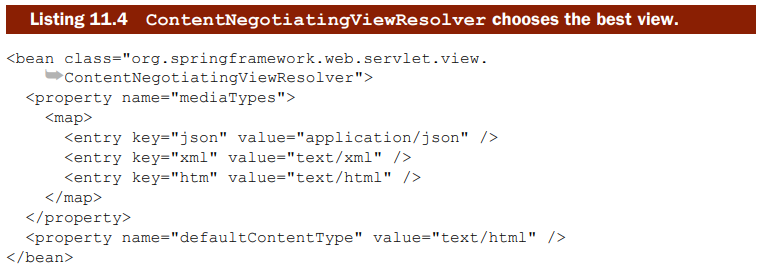 Listing 11.4 ContentNegotiatingViewResolver chooses the best view.
<bean class="org.springframework.web.servlet.view.
➥ContentNegotiatingViewResolver">
<property name="mediaTypes">
<map>
<entry key="json" value="application/json" />
<entry key="xml" value="text/xml" />
<entry key="htm" value="text/html" />
</map>
</property>
<property name="defaultContentType" value="text/html" />
</bean>